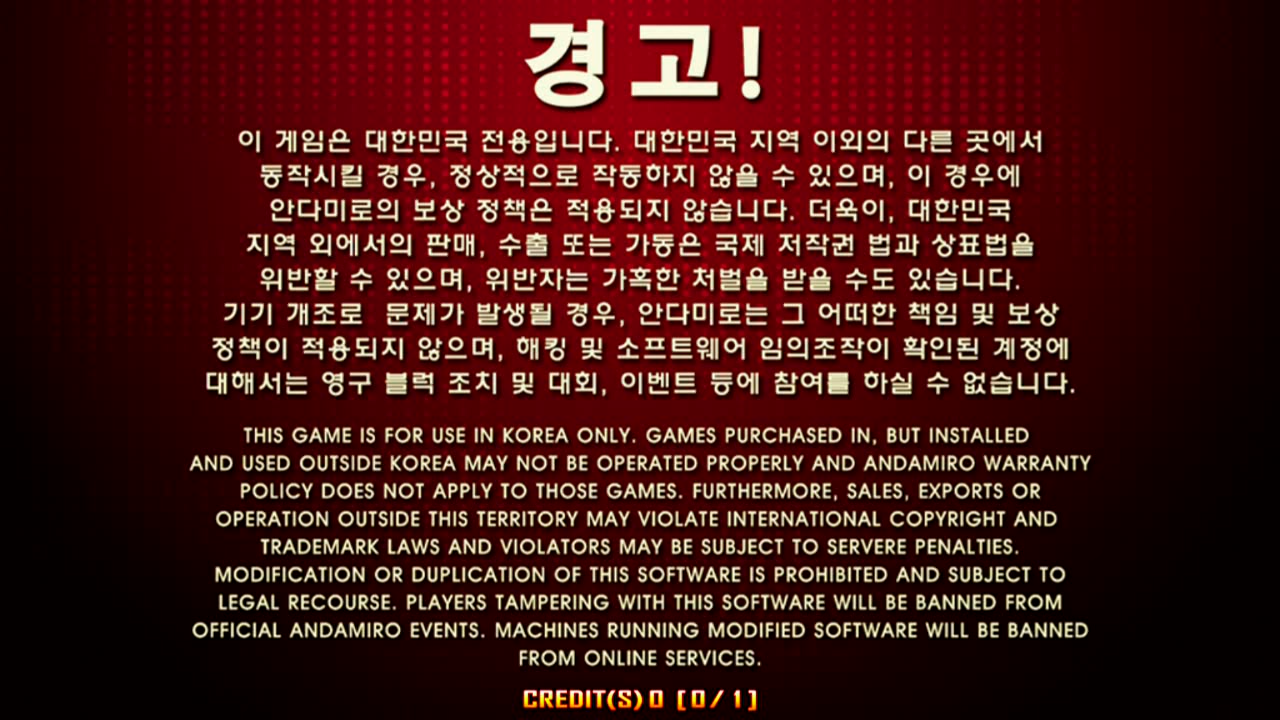 경고!
이 게임은 대한민국 전용입니다. 대한민국 지역 이외의 다른 곳에서
동작시킬 경우, 정상적으로 작동하지 않을 수 있으며, 이 경우에
안다미로의 보상 정책은 적용되지 않습니다. 더욱이, 대한민국
지역 외에서의 판매, 수출 또는 가동은 국제 저작권 법과 상표법을
위반할 수 있으며, 위반자는 가혹한 처벌을 받을 수도 있습니다.
기기 개조로 문제가 발생될 경우, 안다미로는 그 어떠한 책임 및 보상
정책이 적용되지 않으며, 해킹 및 소프트웨어 임의조작이 확인된 계정에
대해서는 영구 블럭 조치 및 대회, 이벤트 등에 참여를 하실 수 없습니다.
THIS GAME IS FOR USE IN KOREA ONLY. GAMES PURCHASED IN, BUT INSTALLED
AND USED OUTSIDE KOREA MAY NOT BE OPERATED PROPERLY AND ANDAMIRO WARRANTY
POLICY DOES NOT APPLY TO THOSE GAMES. FURTHERMORE, SALES, EXPORTS OR
OPERATION OUTSIDE THIS TERRITORY MAY VIOLATE INTERNATIONAL COPYRIGHT AND
TRADEMARK LAWS AND VIOLATORS MAY BE SUBJECT TO SERVERE PENALTIES.
MODIFICATION OR DUPLICATION OF THIS SOFTWARE IS PROHIBITED AND SUBJECT TO
LEGAL RECOURSE. PLAYERS TAMPERING WITH THIS SOFTWARE WILL BE BANNED FROM
OFFICIAL ANDAMIRO EVENTS. MACHINES RUNNING MODIFIED SOFTWARE WILL BE BANNED
FROM ONLINE SERVICES.
CREDIT(S) 0 [0/1]